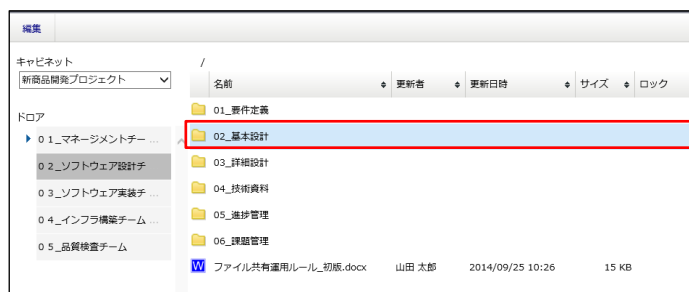 編集
キャビネット
新商品開発プロジェクト
ドロア
０１_マネージメントチー ...
０２_ソフトウェア設計チ
０３_ソフトウェア実装チ ...
０４_インフラ構築チーム ...
０５_品質検査チーム
/
名前 更新者 更新日時 サイズ ロック
01_要件定義
02_基本設計
03_詳細設計
04_技術資料
05_進捗管理
06_課題管理
W ファイル共有運用ルール_初版.docx 山田 太郎 2014/09/25 10:26 15 KB